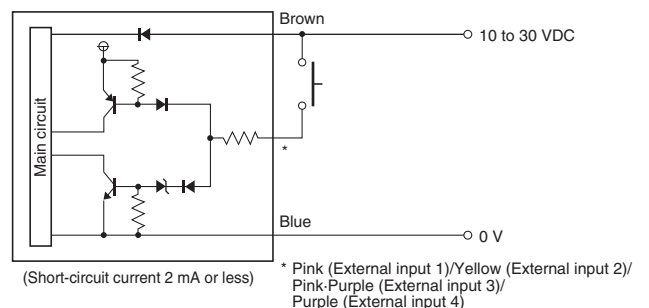 Brown
10 to 30 VDC
Main circuit
*
Blue
0 V
(Short-circuit current 2 mA or less)
* Pink (External input 1)/Yellow (External input 2)/
Pink·Purple (External input 3)/
Purple (External input 4)